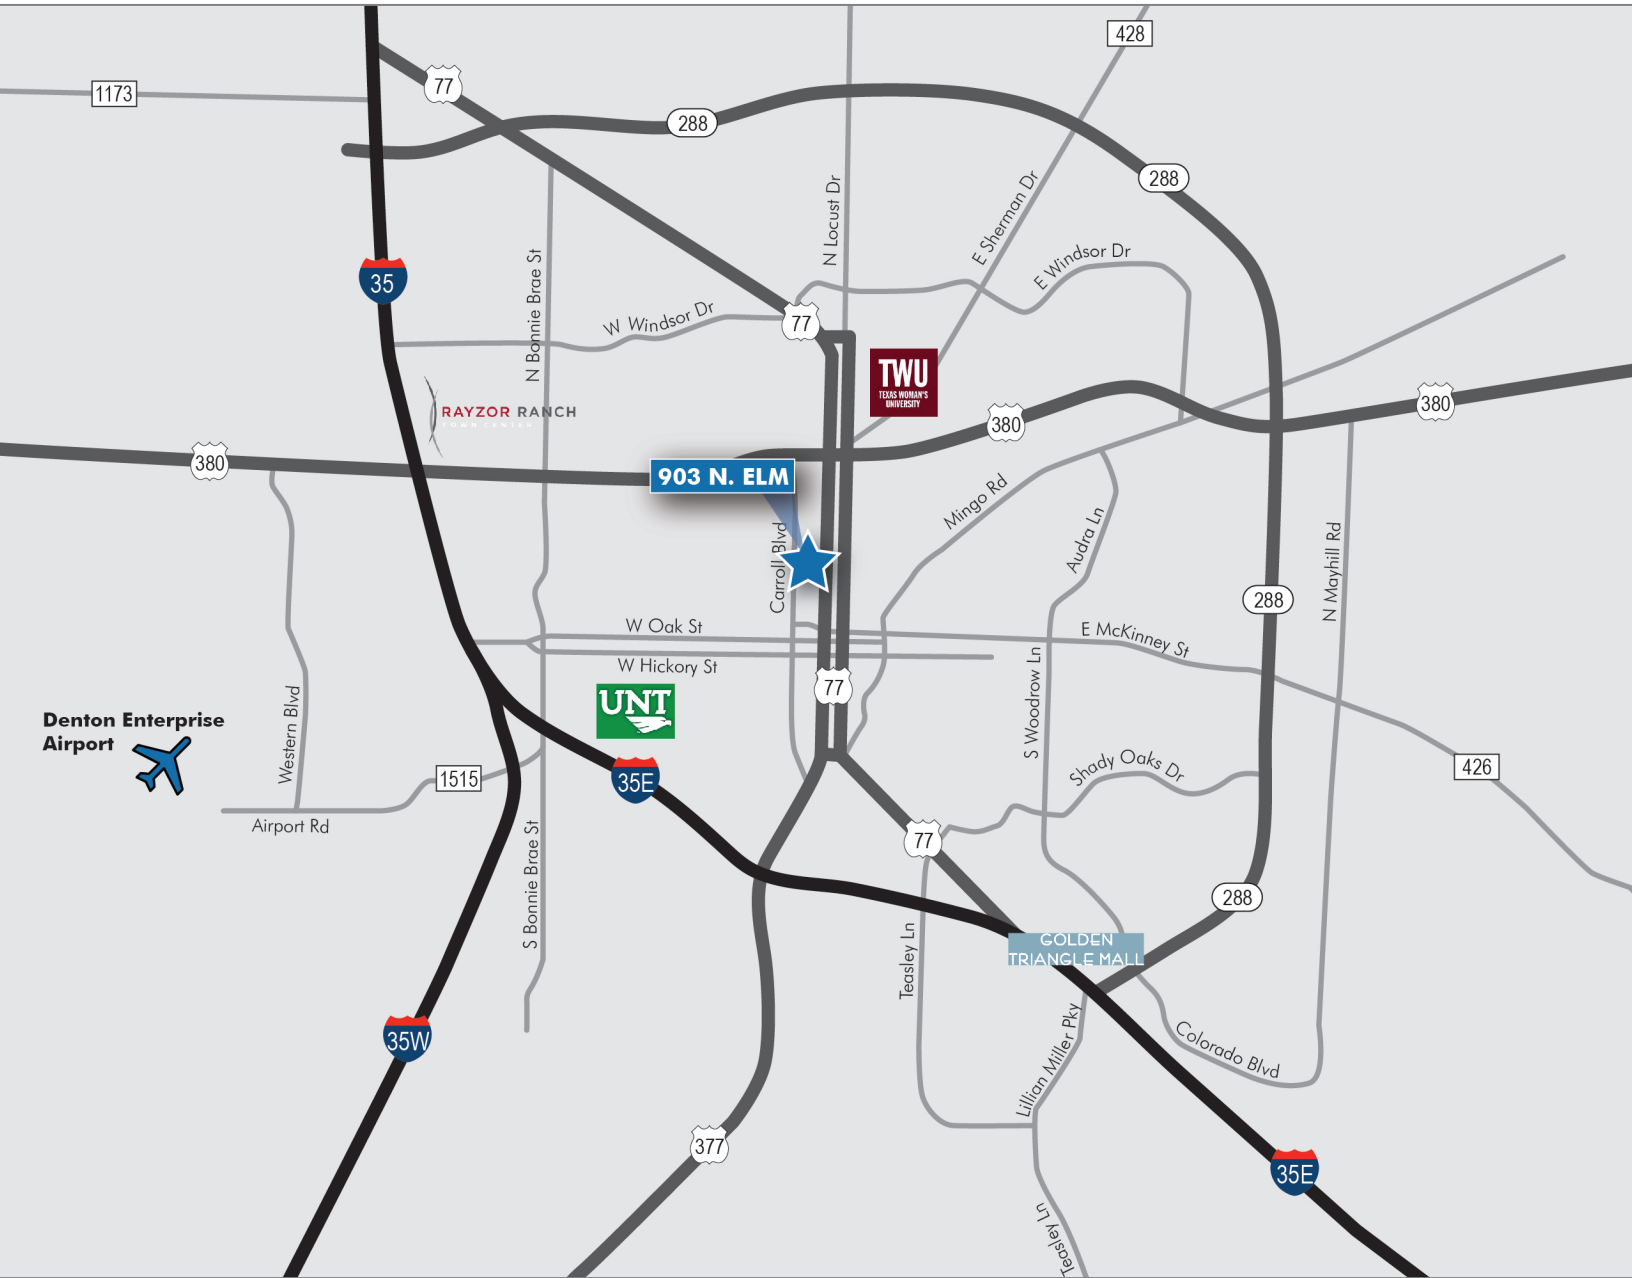 428
77
1173
288
288
N Locust Dr
E Sherman Dr
E Windsor Dr
35
N Bonnie Brae St
W Windsor Dr
77
TWU
TEXAS WOMAN'S
UNIVERSITY
RAYZOR RANCH
TOWN CENTER
380
380
380
903 N. ELM
Mingo Rd
Audra Ln
Carroll Blvd
N Mayhill Rd
288
W Oak St
E McKinney St
W Hickory St
77
UNT
S Woodrow Ln
Western Blvd
Denton Enterprise
Airport
1515
35E
Shady Oaks Dr
426
Airport Rd
77
S Bonnie Brae St
288
Teasley Ln
GOLDEN
TRIANGLE MALL
35W
Lillian Miller Pky
Colorado Blvd
377
35E
Teasley Ln